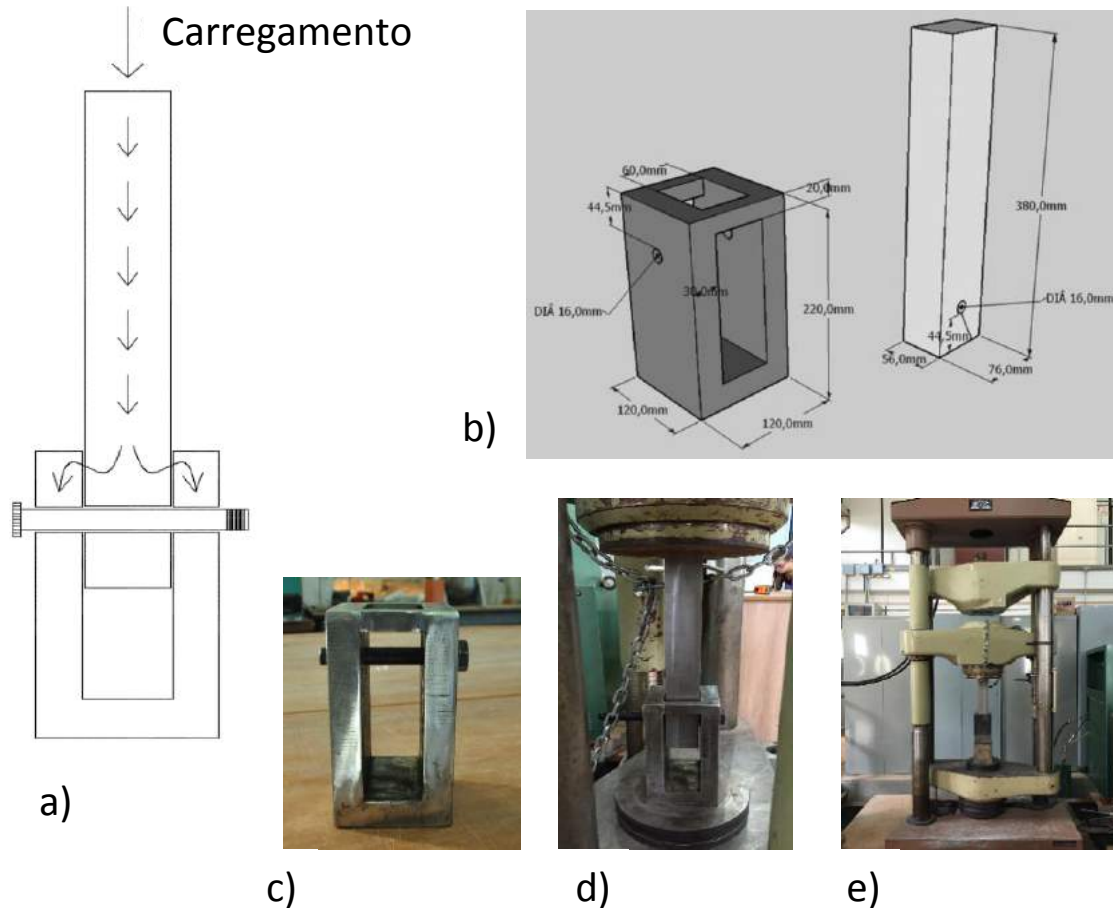 Carregamento
60,0mm
20,0mm
44,5mm
30,0mm
DIÂ 16,0mm
220,0mm
120,0mm
120,0mm
380,0mm
DIÂ 16,0mm
44,5mm
56,0mm
76,0mm
b)
a)
c)
d)
e)